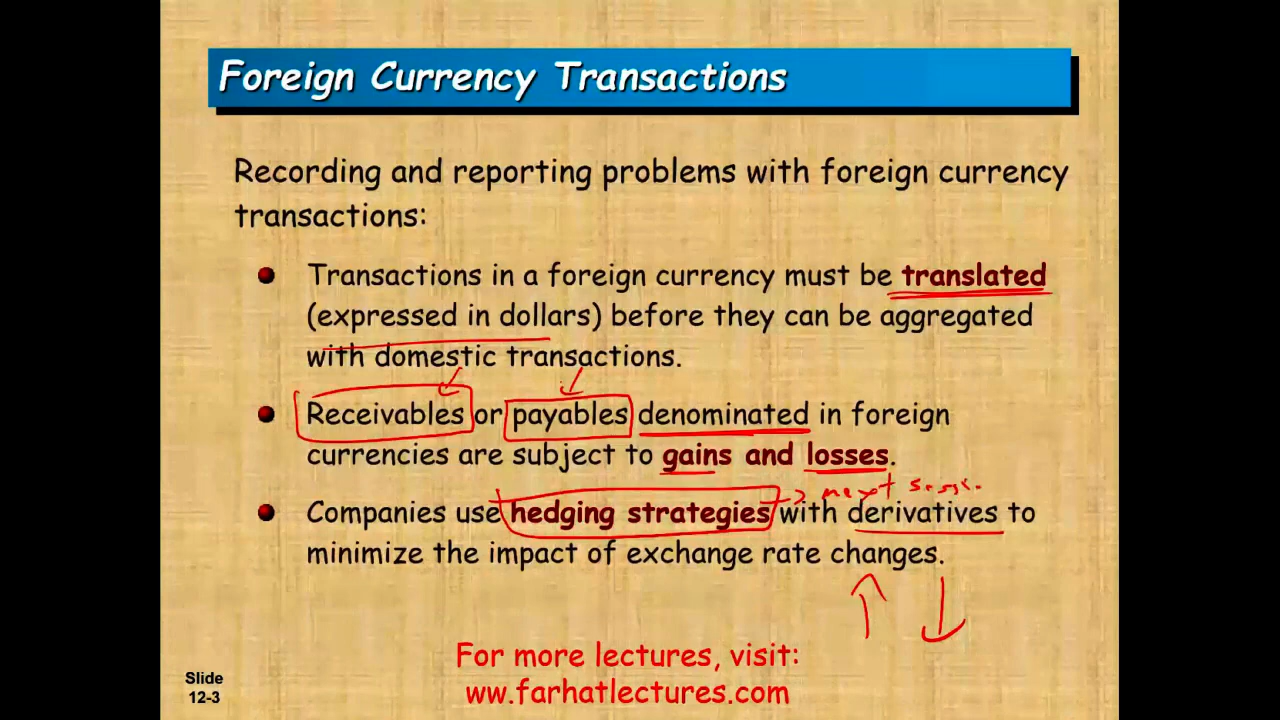 Foreign Currency Transactions
Recording and reporting problems with foreign currency
transactions:
Transactions in a foreign currency must be translated
(expressed in dollars) before they can be aggregated
with domestic transactions.
Receivables or payables denominated in foreign
currencies are subject to gains and losses.
next
Companies use hedging strategies with derivatives to
minimize the impact of exchange rate changes.
For more lectures, visit:
ww.farhatlectures.com
Slide
12-3